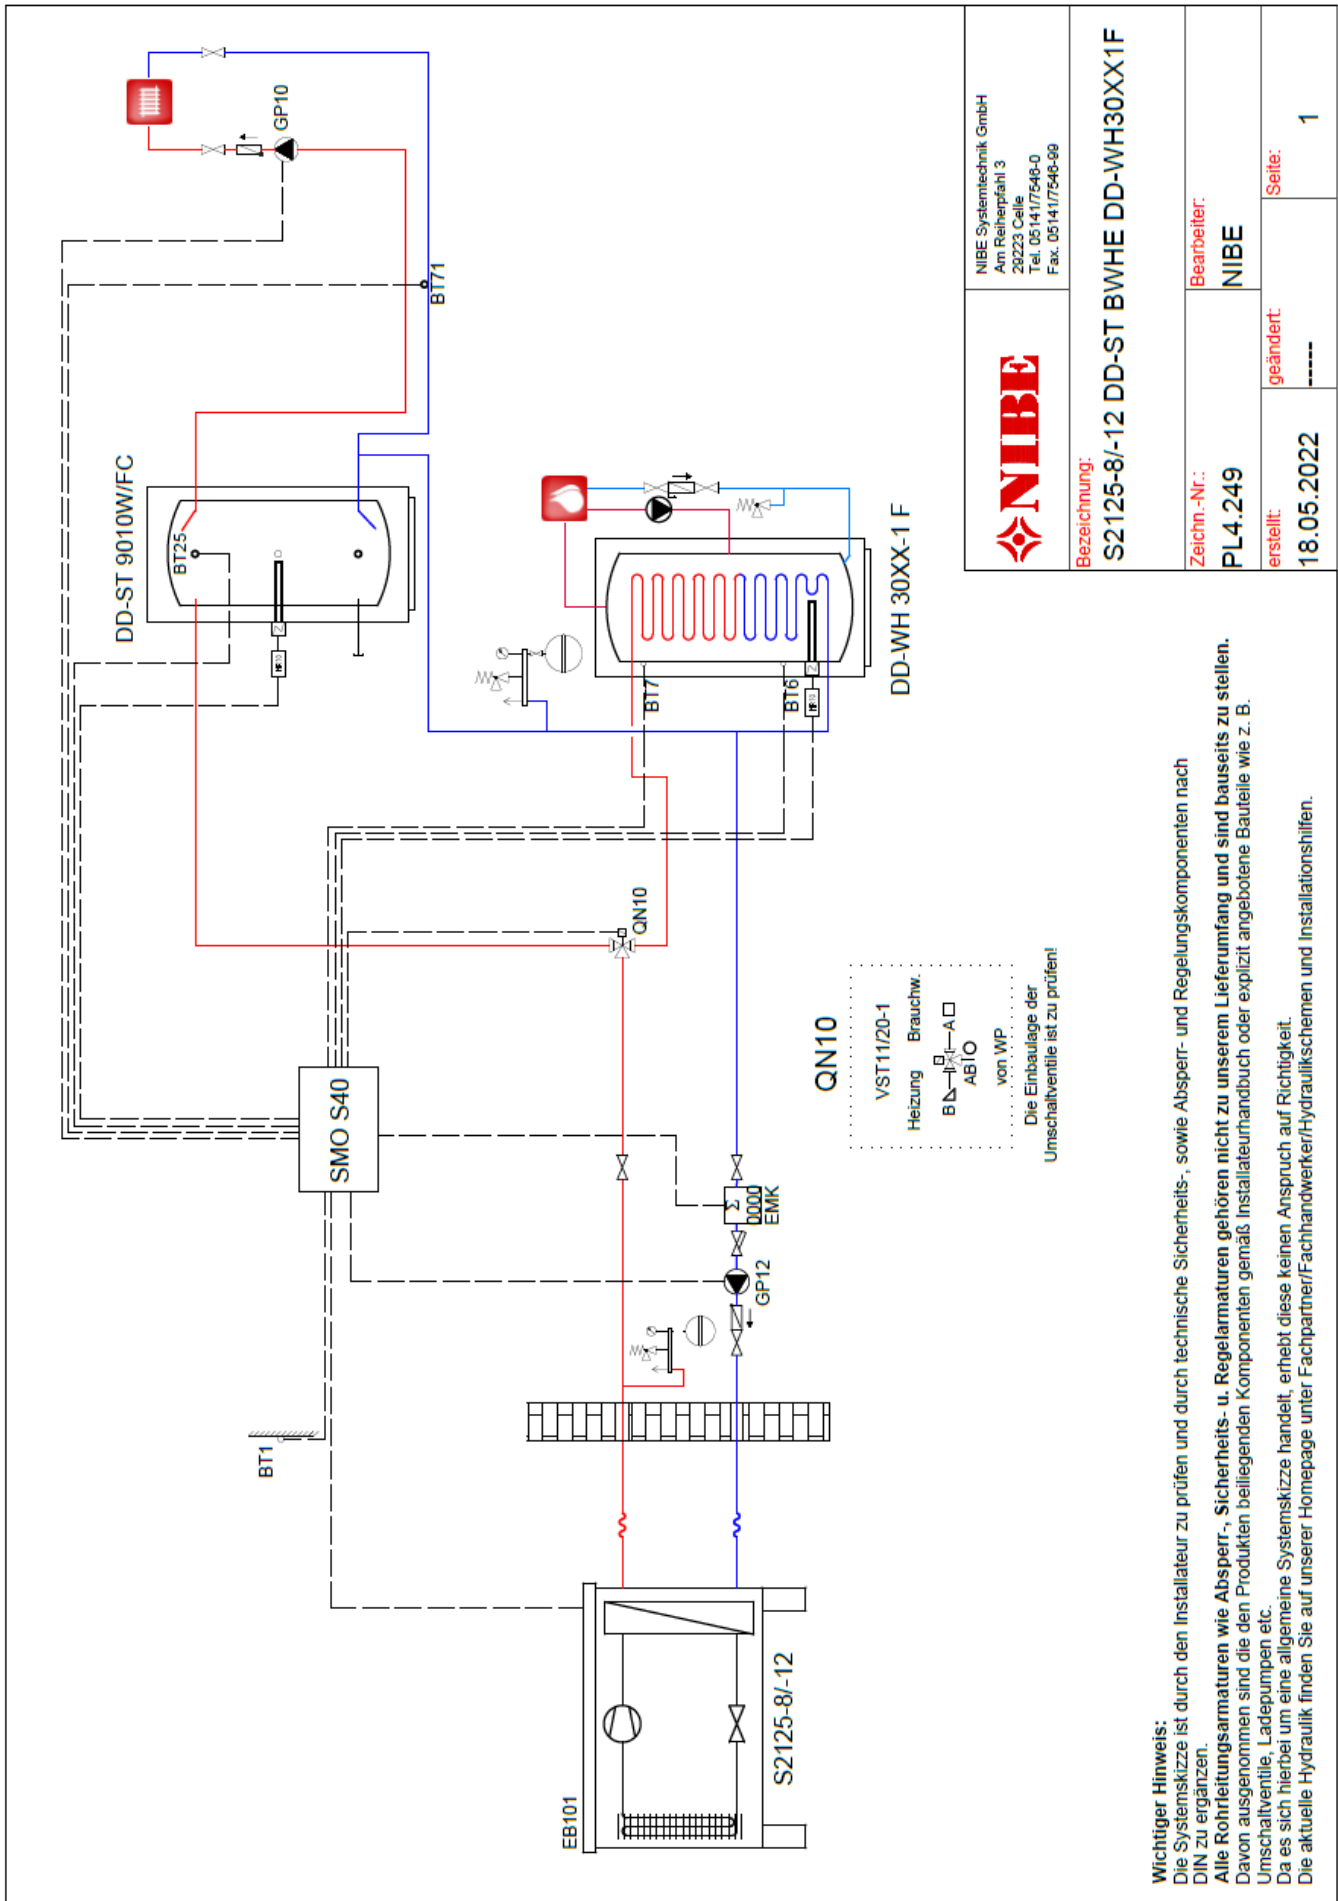 EB101
S2125-8/-12
BT1
SMO S40
GP12
0000
EMK
QN10
DD-ST 9010W/FC
BT25
GP10
BT71
BT7
BT6
DD-WH 30XX-1 F
QN10
VST11/20-1
Heizung Brauchw.
B A
AB
von WP
Die Einbaulage der
Umschaltventile ist zu prüfen!
Wichtiger Hinweis:
Die Systemskizze ist durch den Installateur zu prüfen und durch technische Sicherheits-, sowie Absperr- und Regelungskomponenten nach
DIN zu ergänzen.
Alle Rohrleitungsarmaturen wie Absperr-, Sicherheits- u. Regelarmaturen gehören nicht zu unserem Lieferumfang und sind bauseits zu stellen.
Davon ausgenommen sind die den Produkten beiliegenden Komponenten gemäß Installateurhandbuch oder explizit angebotene Bauteile wie z. B.
Umschaltventile, Ladepumpen etc.
Da es sich hierbei um eine allgemeine Systemskizze handelt, erhebt diese keinen Anspruch auf Richtigkeit.
Die aktuelle Hydraulik finden Sie auf unserer Homepage unter Fachpartner/Fachhandwerker/Hydraulikschemen und Installationshilfen.
NIBE
NIBE Systemtechnik GmbH
Am Reiherpfahl 3
29223 Celle
Tel. 05141/7546-0
Fax. 05141/7546-99
Bezeichnung:
S2125-8/-12 DD-ST BWHE DD-WH30XX1F
Zeichn.-Nr.:
PL4.249
Bearbeiter:
NIBE
erstellt:
18.05.2022
geändert:
-----
Seite:
1